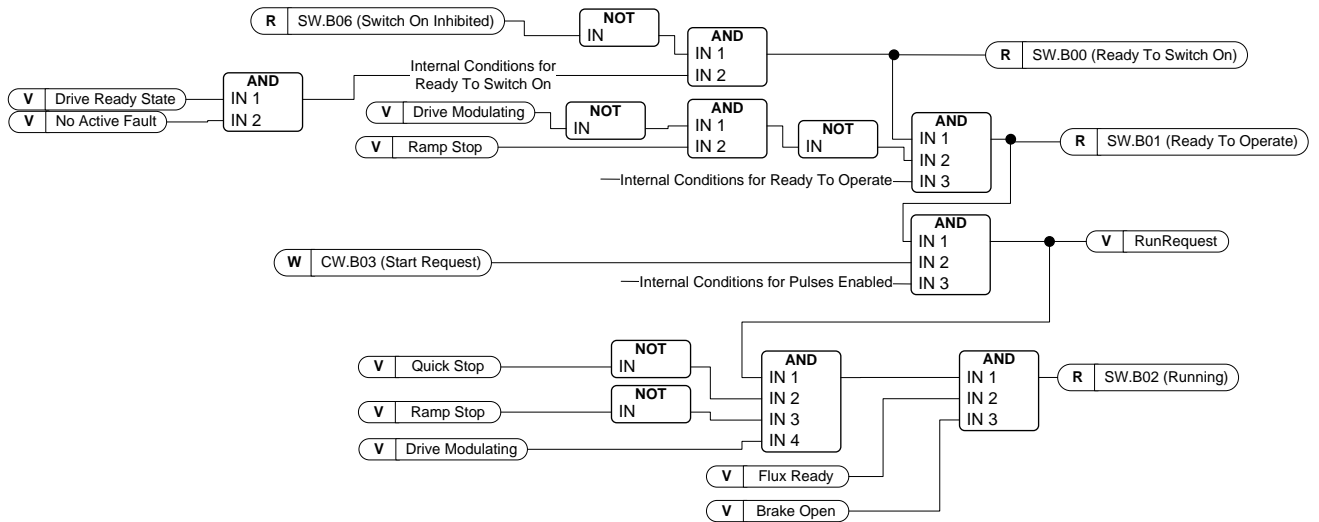 R SW.B06 (Switch On Inhibited)
NOT
IN
AND
IN 1
IN 2
R SW.B00 (Ready To Switch On)
Internal Conditions for
Ready To Switch On
AND
IN 1
IN 2
V Drive Ready State
V No Active Fault
V Drive Modulating
NOT
IN
AND
IN 1
IN 2
V Ramp Stop
NOT
IN
AND
IN 1
IN 2
IN 3
R SW.B01 (Ready To Operate)
Internal Conditions for Ready To Operate
AND
IN 1
IN 2
IN 3
V RunRequest
W CW.B03 (Start Request)
Internal Conditions for Pulses Enabled
V Quick Stop
NOT
IN
V Ramp Stop
NOT
IN
V Drive Modulating
AND
IN 1
IN 2
IN 3
IN 4
AND
IN 1
IN 2
IN 3
R SW.B02 (Running)
V Flux Ready
V Brake Open